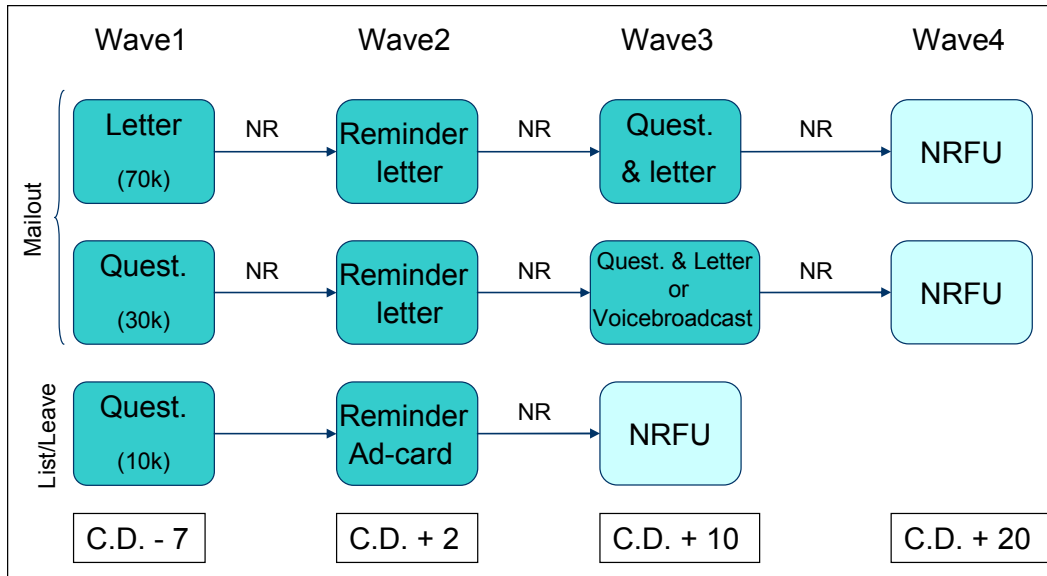 Wave1
Wave2
Wave3
Wave4
Mailout
Letter
(70k)
NR
Reminder
letter
NR
Quest.
& letter
NR
NRFU
Quest.
(30k)
NR
Reminder
letter
NR
Quest. & Letter
or
Voicebroadcast
NR
NRFU
List/Leave
Quest.
(10k)
Reminder
Ad-card
NR
NRFU
C.D. - 7
C.D. + 2
C.D. + 10
C.D. + 20